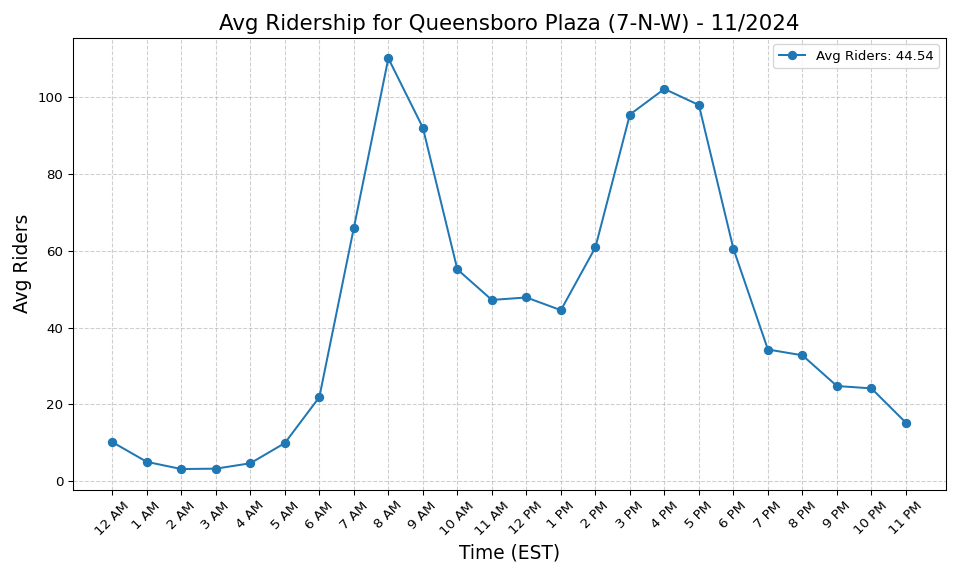 Avg Ridership for Queensboro Plaza (7-N-W) - 11/2024
Avg Riders: 44.54
Avg Riders
100
80
60
40
20
0
12 AM
1 AM
2 AM
3 AM
4 AM
5 AM
6 AM
7 AM
8 AM
9 AM
10 AM
11 AM
12 PM
1 PM
2 PM
3 PM
4 PM
5 PM
6 PM
7 PM
8 PM
9 PM
10 PM
11 PM
Time (EST)